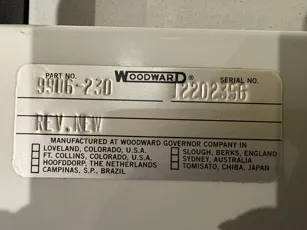 PART NO. WOODWARD SERIAL NO.
9906-230 12202356
REV. NEW
MANUFACTURED AT WOODWARD GOVERNOR COMPANY IN
LOVELAND, COLORADO, U.S.A. SLOUGH, BERKS, ENGLAND
FT. COLLINS, COLORADO, U.S.A. SYDNEY, AUSTRALIA
HOOFDDORP, THE NETHERLANDS TOMISATO, CHIBA, JAPAN
CAMPINAS, S.P., BRAZIL